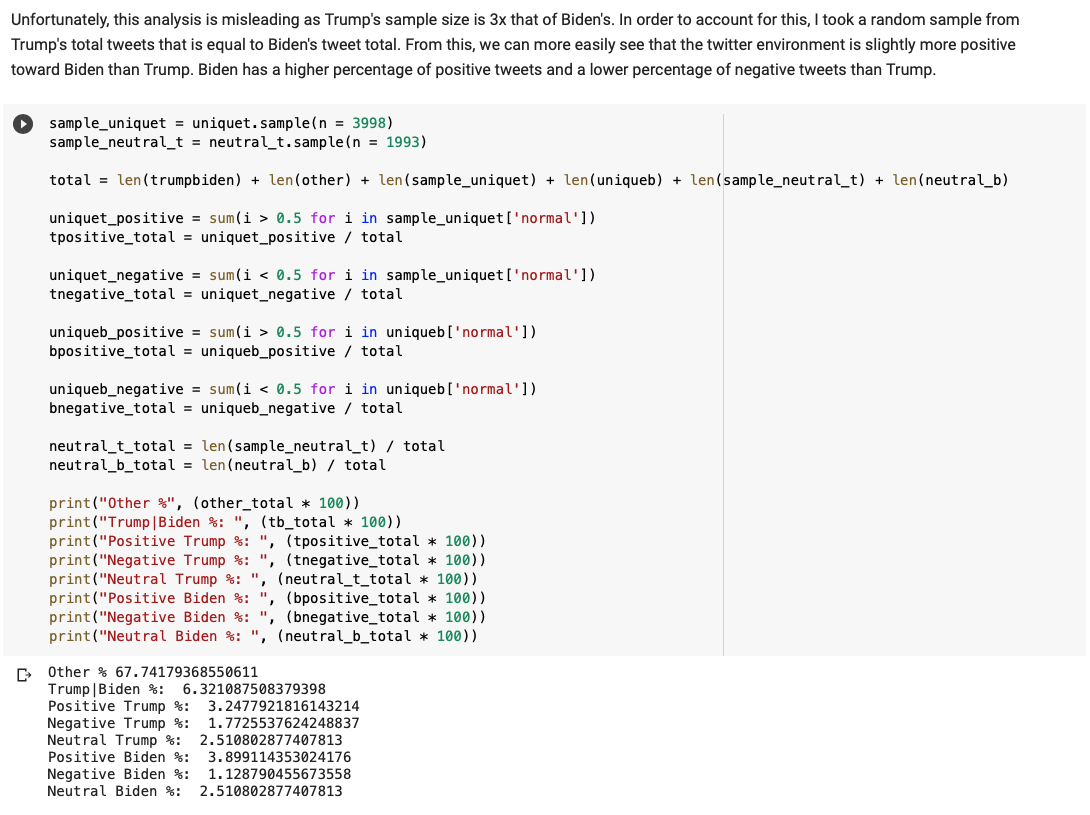 Unfortunately, this analysis is misleading as Trump's sample size is 3x that of Biden's. In order to account for this, I took a random sample from
Trump's total tweets that is equal to Biden's tweet total. From this, we can more easily see that the twitter environment is slightly more positive
toward Biden than Trump. Biden has a higher percentage of positive tweets and a lower percentage of negative tweets than Trump.
sample_uniquet = uniquet.sample(n = 3998)
sample_neutral_t = neutral_t.sample(n = 1993)
total = len(trumpbiden) + len(other) + len(sample_uniquet) + len(uniqueb) + len(sample_neutral_t) + len(neutral_b)
uniquet_positive = sum(i > 0.5 for i in sample_uniquet['normal'])
tpositive_total = uniquet_positive / total
uniquet_negative = sum(i < 0.5 for i in sample_uniquet['normal'])
tnegative_total = uniquet_negative / total
uniqueb_positive = sum(i > 0.5 for i in uniqueb['normal'])
bpositive_total = uniqueb_positive / total
uniqueb_negative = sum(i < 0.5 for i in uniqueb['normal'])
bnegative_total = uniqueb_negative / total
neutral_t_total = len(sample_neutral_t) / total
neutral_b_total = len(neutral_b) / total
print("Other %", (other_total * 100))
print("Trump|Biden %: ", (tb_total * 100))
print("Positive Trump %: ", (tpositive_total * 100))
print("Negative Trump %: ", (tnegative_total * 100))
print("Neutral Trump %: ", (neutral_t_total * 100))
print("Positive Biden %: ", (bpositive_total * 100))
print("Negative Biden %: ", (bnegative_total * 100))
print("Neutral Biden %: ", (neutral_b_total * 100))
Other % 67.74179368550611
Trump|Biden %:  6.321087508379398
Positive Trump %:  3.2477921816143214
Negative Trump %:  1.7725537624248837
Neutral Trump %:  2.510802877407813
Positive Biden %:  3.899114353024176
Negative Biden %:  1.128790455673558
Neutral Biden %:  2.510802877407813